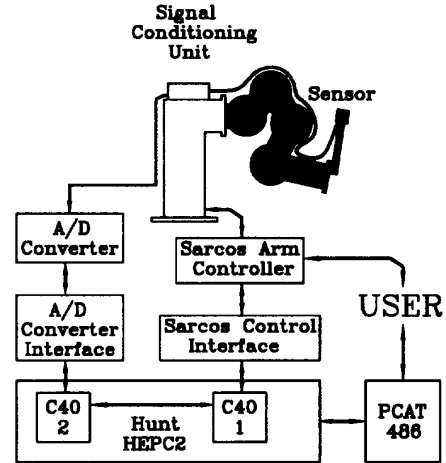 Signal
Conditioning
Unit
Sensor
A/D
Converter
Sarcos Arm
Controller
USER
A/D
Converter
Interface
Sarcos Control
Interface
C40
2
Hunt
HEPC2
C40
1
PCAT
486